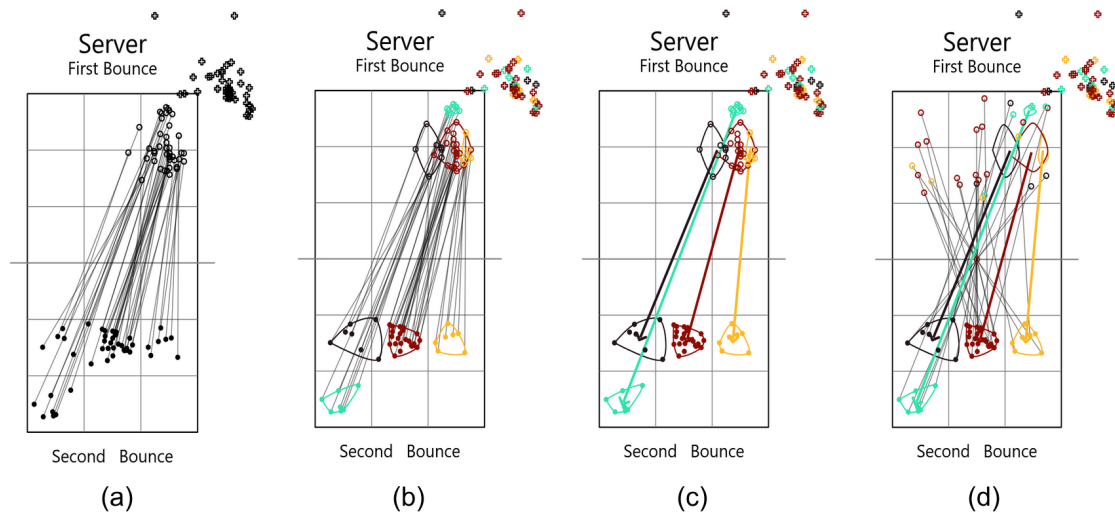 Server
First Bounce
Second Bounce
(a)
Server
First Bounce
Second Bounce
(b)
Server
First Bounce
Second Bounce
(c)
Server
First Bounce
Second Bounce
(d)